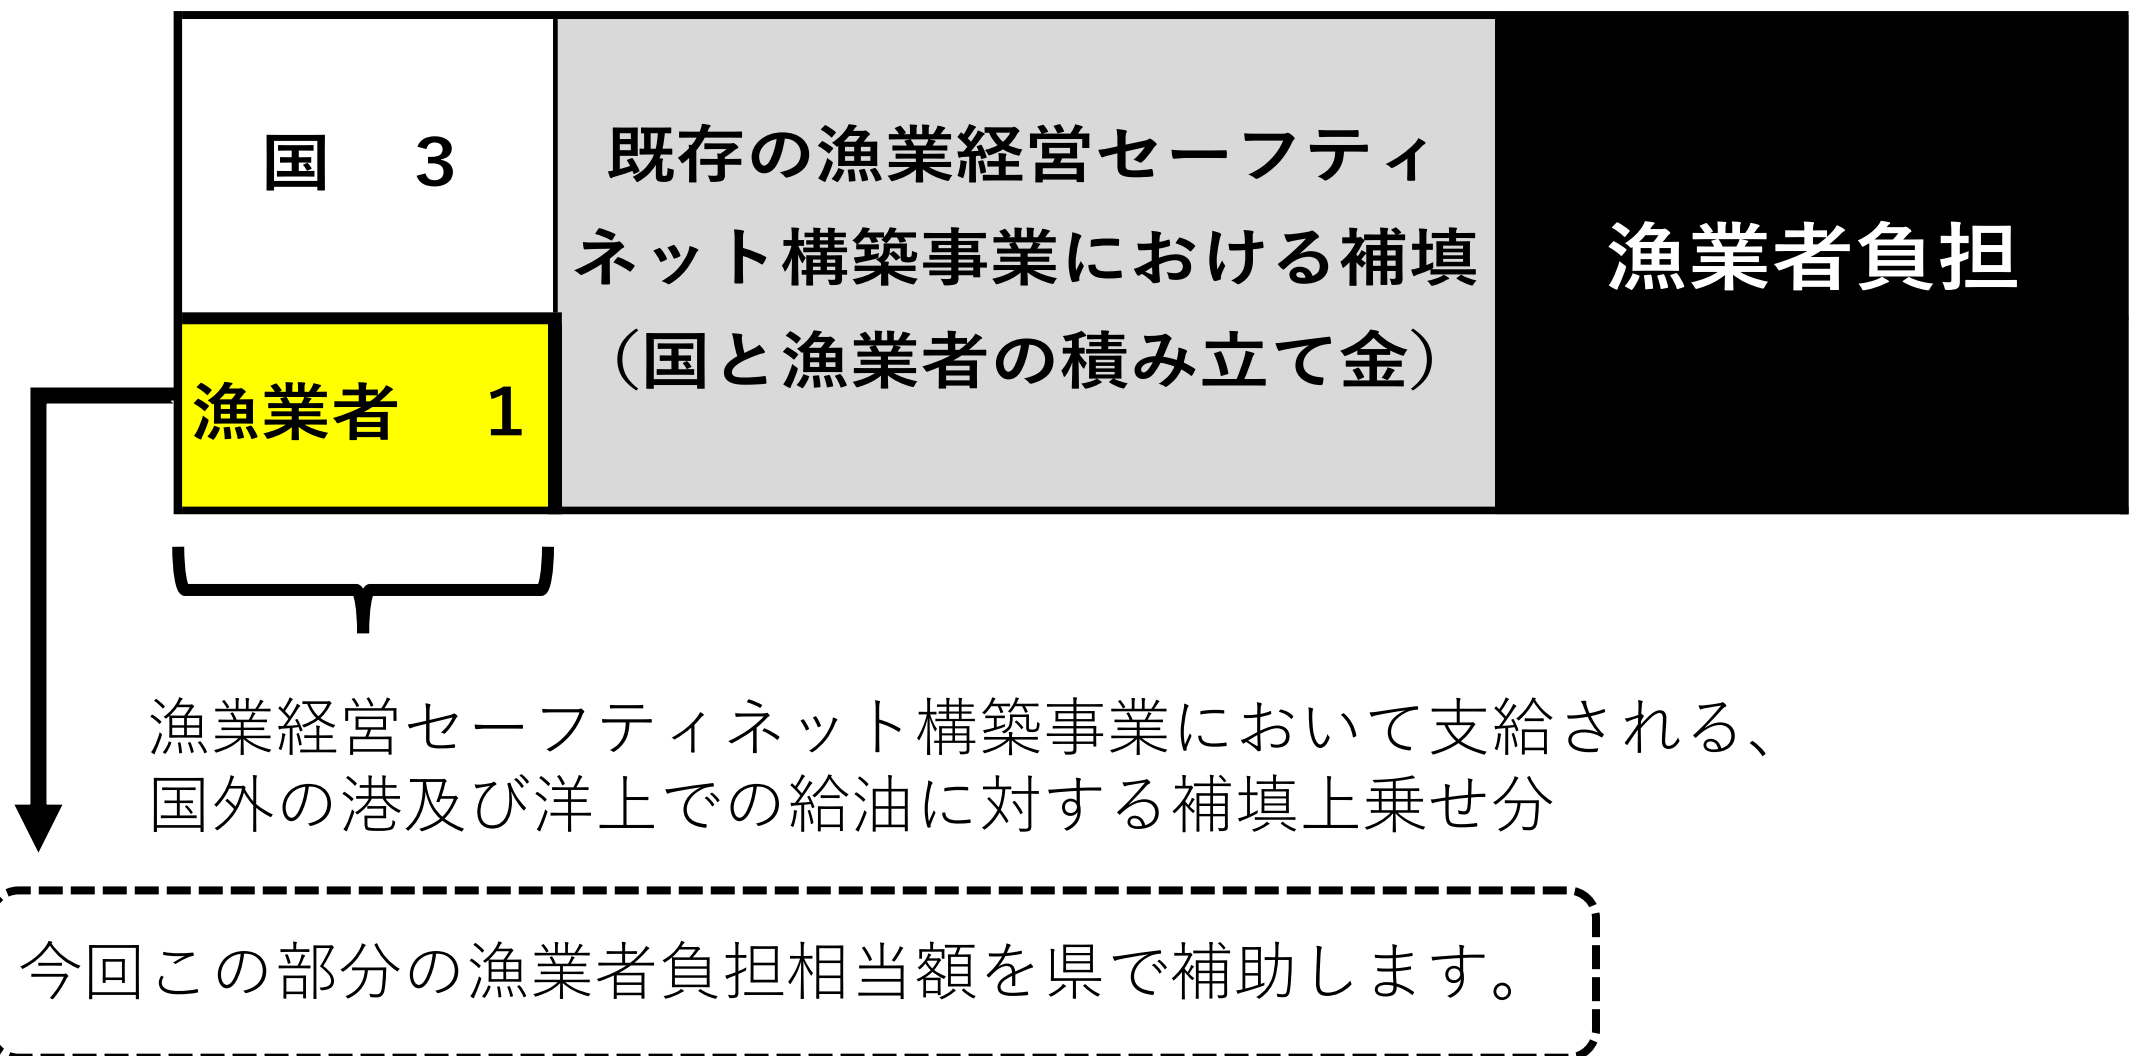 国　3
漁業者　1
既存の漁業経営セーフティ
ネット構築事業における補填
（国と漁業者の積み立て金）
漁業者負担
漁業経営セーフティネット構築事業において支給される、
国外の港及び洋上での給油に対する補填上乗せ分
今回この部分の漁業者負担相当額を県で補助します。